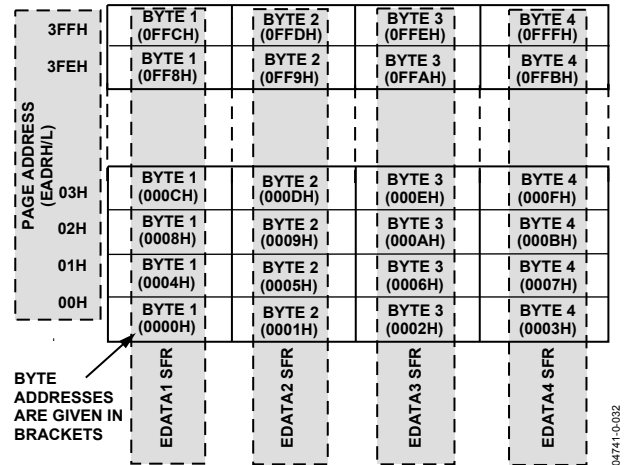 3FFH
BYTE 1
(0FFCH)
BYTE 2
(0FFDH)
BYTE 3
(0FFEH)
BYTE 4
(0FFFH)
3FEH
BYTE 1
(0FF8H)
BYTE 2
(0FF9H)
BYTE 3
(0FFAH)
BYTE 4
(0FFBH)
PAGE ADDRESS
(EADRH/L)
03H
BYTE 1
(000CH)
BYTE 2
(000DH)
BYTE 3
(000EH)
BYTE 4
(000FH)
02H
BYTE 1
(0008H)
BYTE 2
(0009H)
BYTE 3
(000AH)
BYTE 4
(000BH)
01H
BYTE 1
(0004H)
BYTE 2
(0005H)
BYTE 3
(0006H)
BYTE 4
(0007H)
00H
BYTE 1
(0000H)
BYTE 2
(0001H)
BYTE 3
(0002H)
BYTE 4
(0003H)
BYTE
ADDRESSES
ARE GIVEN IN
BRACKETS
EDATA1 SFR
EDATA2 SFR
EDATA3 SFR
EDATA4 SFR
04741-0-032